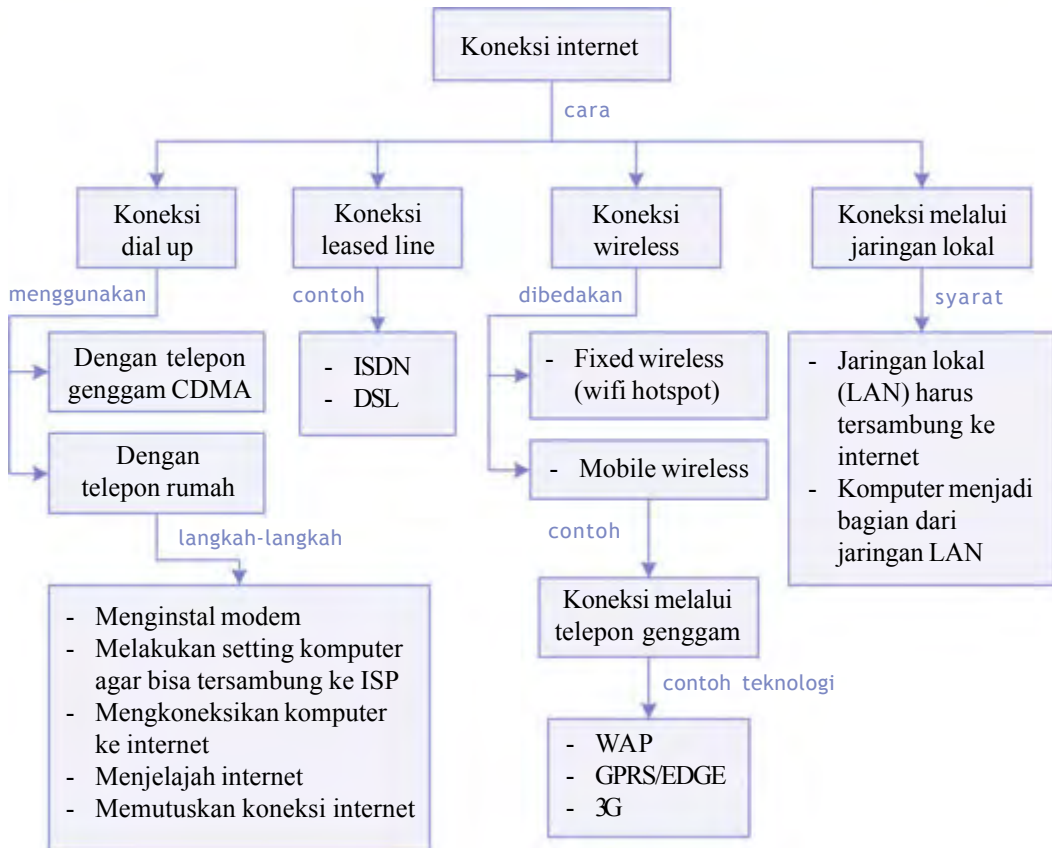 Koneksi internet
cara
Koneksi
dial up
Koneksi
leased line
Koneksi
wireless
Koneksi melalui
jaringan lokal
menggunakan
contoh
dibedakan
syarat
Dengan telepon
genggam CDMA
- ISDN
- DSL
- Fixed wireless
(wifi hotspot)
- Jaringan lokal
(LAN) harus
tersambung ke
internet
- Komputer menjadi
bagian dari
jaringan LAN
Dengan
telepon rumah
- Mobile wireless
langkah-langkah
contoh
- Menginstal modem
- Melakukan setting komputer
agar bisa tersambung ke ISP
- Mengkoneksikan komputer
ke internet
- Menjelajah internet
- Memutuskan koneksi internet
Koneksi melalui
telepon genggam
contoh teknologi
- WAP
- GPRS/EDGE
- 3G